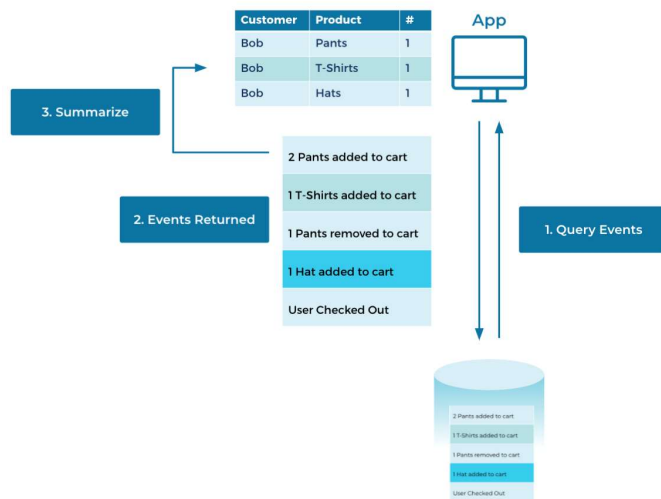 Customer Product #
Bob Pants 1
Bob T-Shirts 1
Bob Hats 1
App
3. Summarize
2 Pants added to cart
1 T-Shirts added to cart
2. Events Returned
1 Pants removed to cart
1. Query Events
1 Hat added to cart
User Checked Out
2 Pants added to cart
1 T-Shirts added to cart
1 Pants removed to cart
1 Hat added to cart
User Checked Out